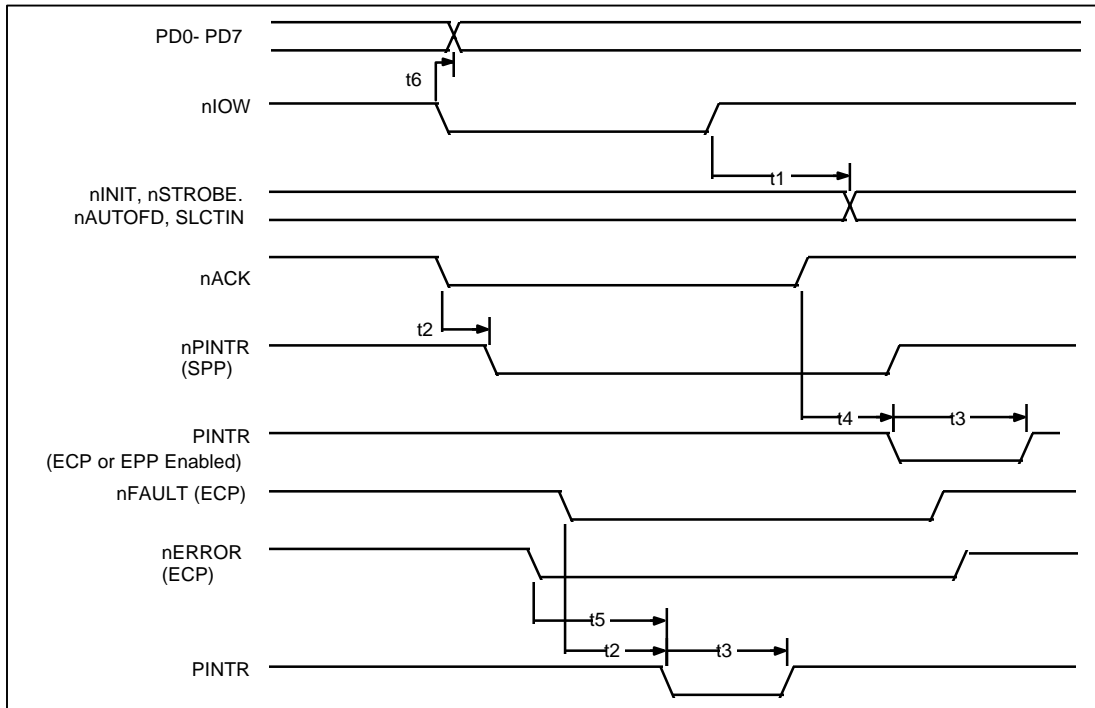 PD0- PD7
t6
nIOW
t1
nINIT, nSTROBE.
nAUTOFD, SLCTIN
nACK
t2
nPINTR
(SPP)
t4
t3
PINTR
(ECP or EPP Enabled)
nFAULT (ECP)
nERROR
(ECP)
t5
t2
t3
PINTR